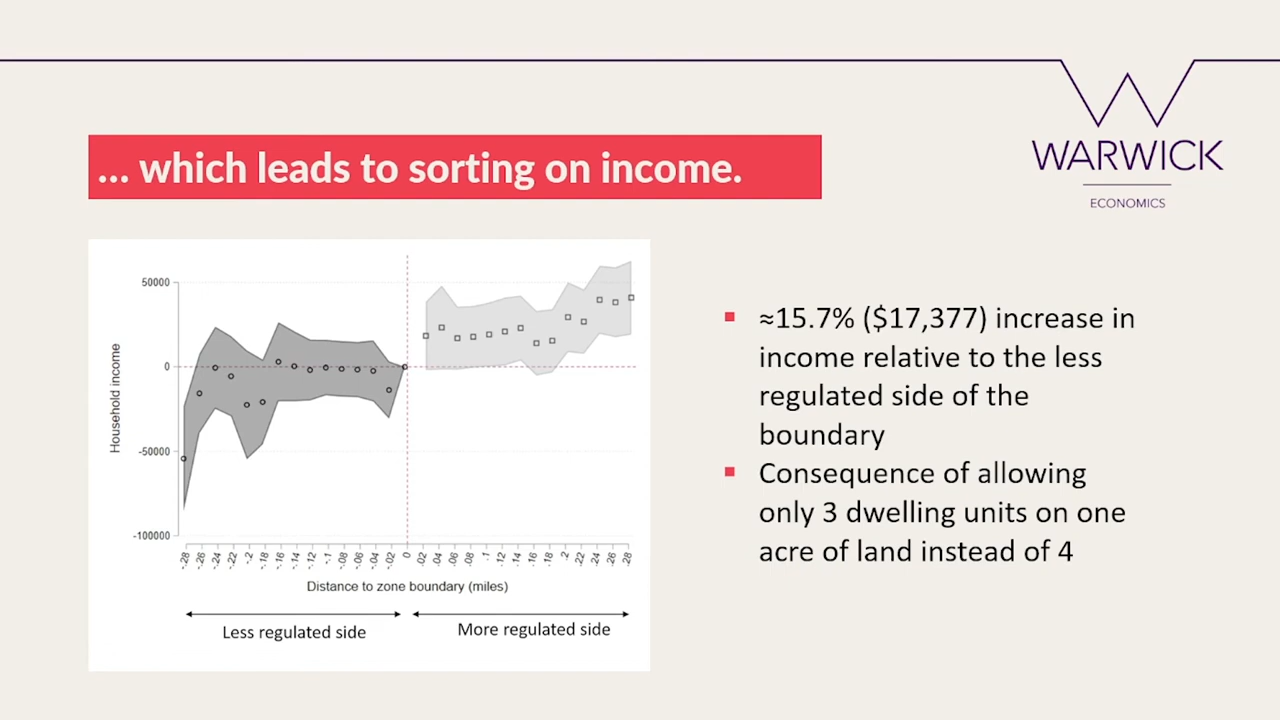 WARWICK
ECONOMICS
... which leads to sorting on income.
50000
0
-50000
-100000
Household income
-.28 -.26 -.24 -.22 -.2 -.18 -.16 -.14 -.12 -.1 -.08 -.06 -.04 -.02 0 .02 .04 .06 .08 .1 .12 .14 .16 .18 .2 .22 .24 .26 .28
Distance to zone boundary (miles)
Less regulated side
More regulated side
▪ ≈15.7% ($17,377) increase in
income relative to the less
regulated side of the
boundary
▪ Consequence of allowing
only 3 dwelling units on one
acre of land instead of 4